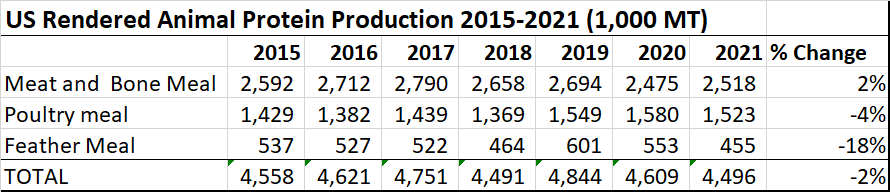 US Rendered Animal Protein Production 2015-2021 (1,000 MT)
2015 2016 2017 2018 2019 2020 2021 % Change
Meat and  Bone Meal 2,592 2,712 2,790 2,658 2,694 2,475 2,518 2%
Poultry meal 1,429 1,382 1,439 1,369 1,549 1,580 1,523 -4%
Feather Meal 537 527 522 464 601 553 455 -18%
TOTAL 4,558 4,621 4,751 4,491 4,844 4,609 4,496 -2%